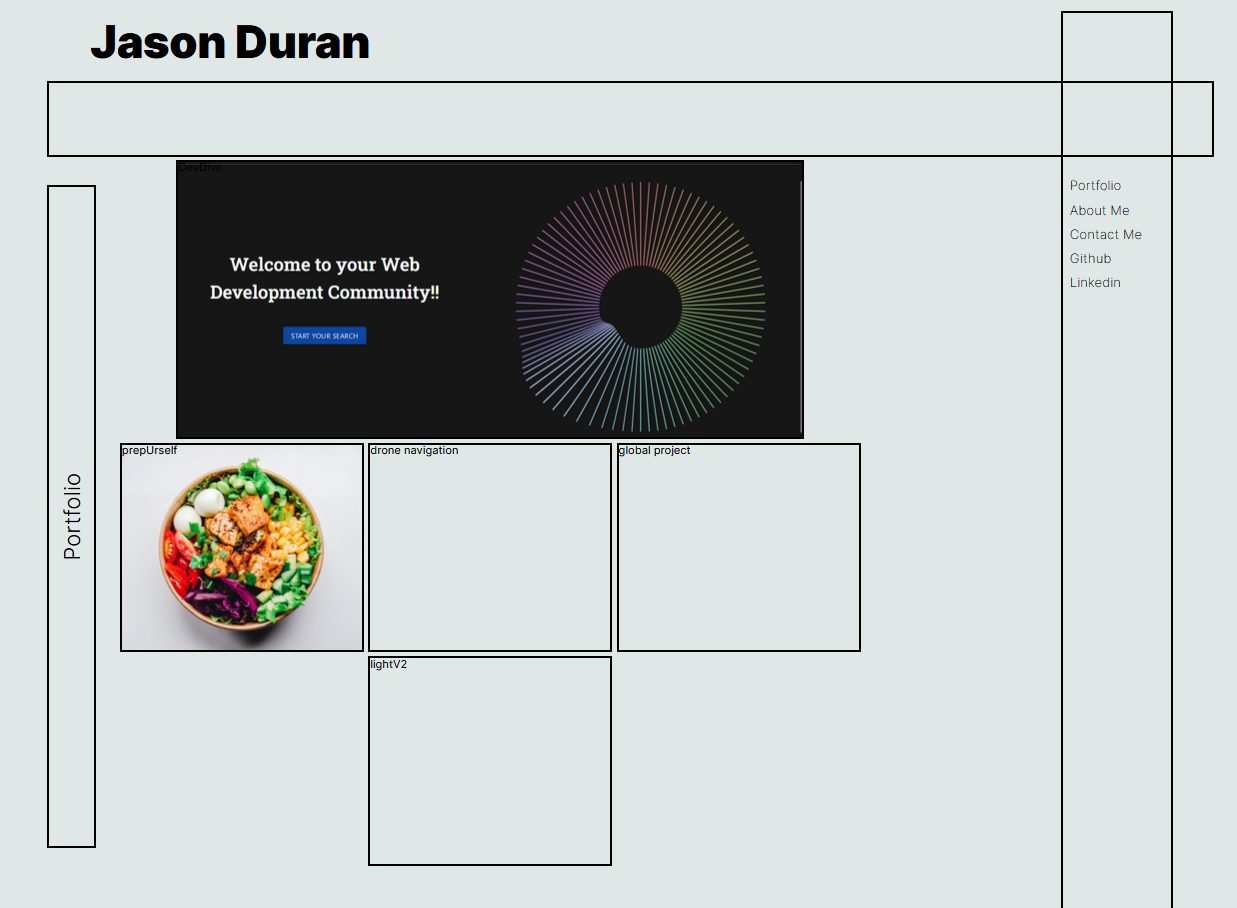 Jason Duran
DevDive
Welcome to your Web
Development Community!!
START YOUR SEARCH
Portfolio
About Me
Contact Me
Github
Linkedin
Portfolio
prepUrself
drone navigation
global project
lightV2